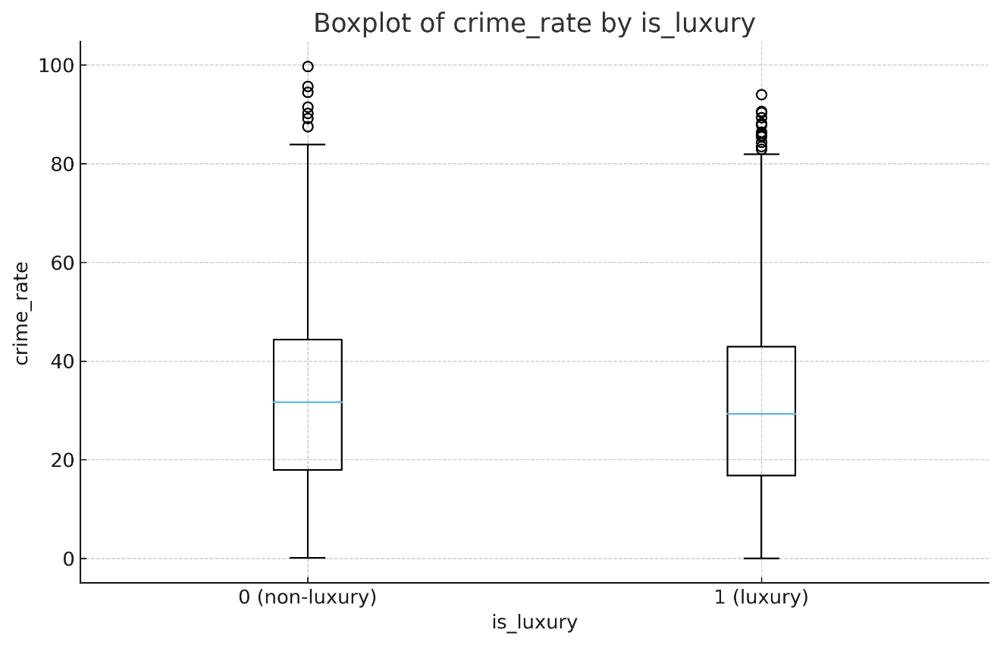 Boxplot of crime_rate by is_luxury
100
80
60
40
20
0
crime_rate
0 (non-luxury)
1 (luxury)
is_luxury